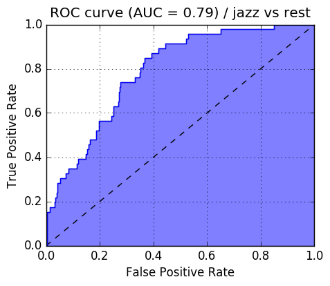 ROC curve (AUC = 0.79) / jazz vs rest
True Positive Rate
1.0
0.8
0.6
0.4
0.2
0.0
0.0 0.2 0.4 0.6 0.8 1.0
False Positive Rate